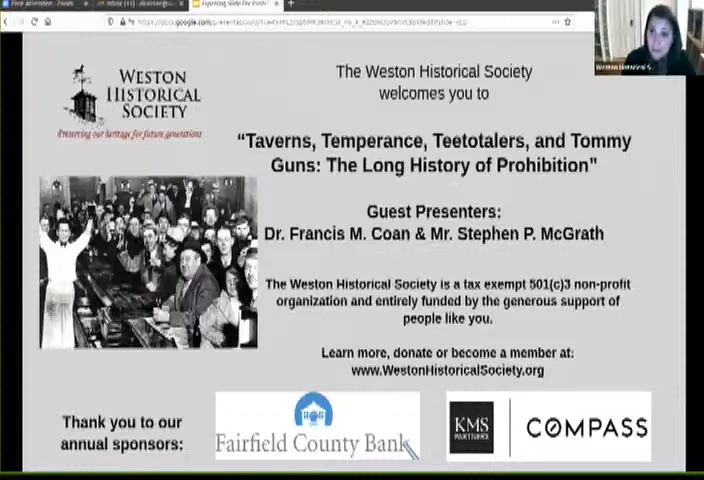 WESTON
HISTORICAL
SOCIETY
Preserving our heritage for future generations
The Weston Historical Society
welcomes you to
“Taverns, Temperance, Teetotalers, and Tommy
Guns: The Long History of Prohibition”
Guest Presenters:
Dr. Francis M. Coan & Mr. Stephen P. McGrath
The Weston Historical Society is a tax exempt 501(c)3 non-profit
organization and entirely funded by the generous support of
people like you.
Learn more, donate or become a member at:
www.WestonHistoricalSociety.org
Thank you to our
annual sponsors:
Fairfield County Bank
KMS
PARTNERS
COMPASS